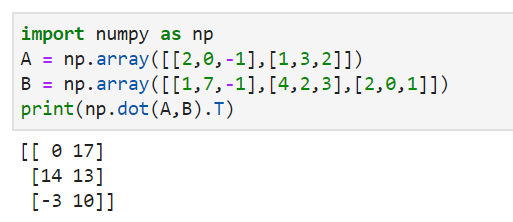 import numpy as np
A = np.array([[2,0,-1],[1,3,2]])
B = np.array([[1,7,-1],[4,2,3],[2,0,1]])
print(np.dot(A,B).T)
[[ 0 17]
 [14 13]
 [-3 10]]